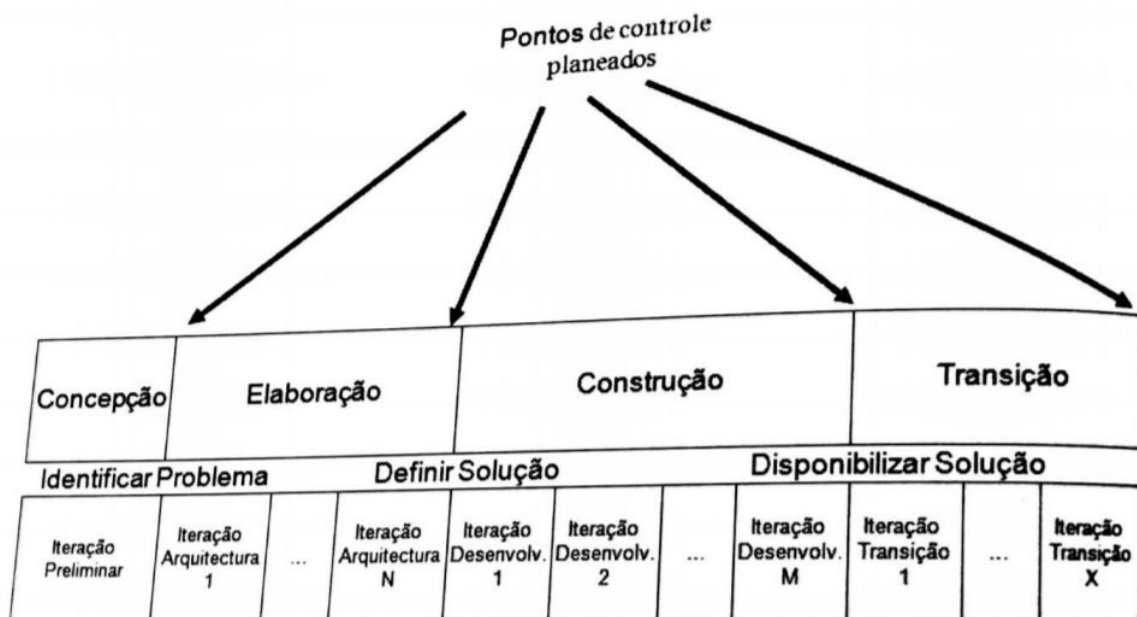 Pontos de controle
planeados
Concepção
Elaboração
Construção
Transição
Identificar Problema
Definir Solução
Disponibilizar Solução
Iteração
Preliminar
Iteração
Arquitectura
1
...
Iteração
Arquitectura
N
Iteração
Desenvolv.
1
Iteração
Desenvolv.
2
...
Iteração
Desenvolv.
M
Iteração
Transição
1
...
Iteração
Transição
X